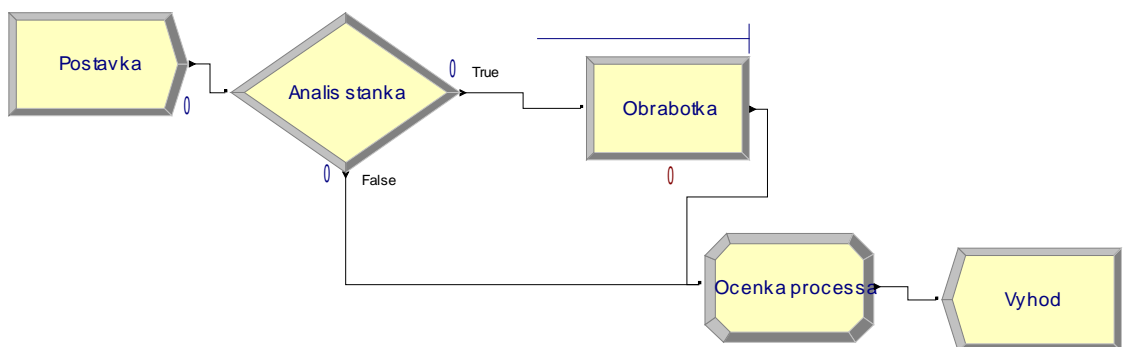 Postavka
0
Analis stanka
0
True
0
False
Obrabotka
0
Ocenka processa
Vyhod